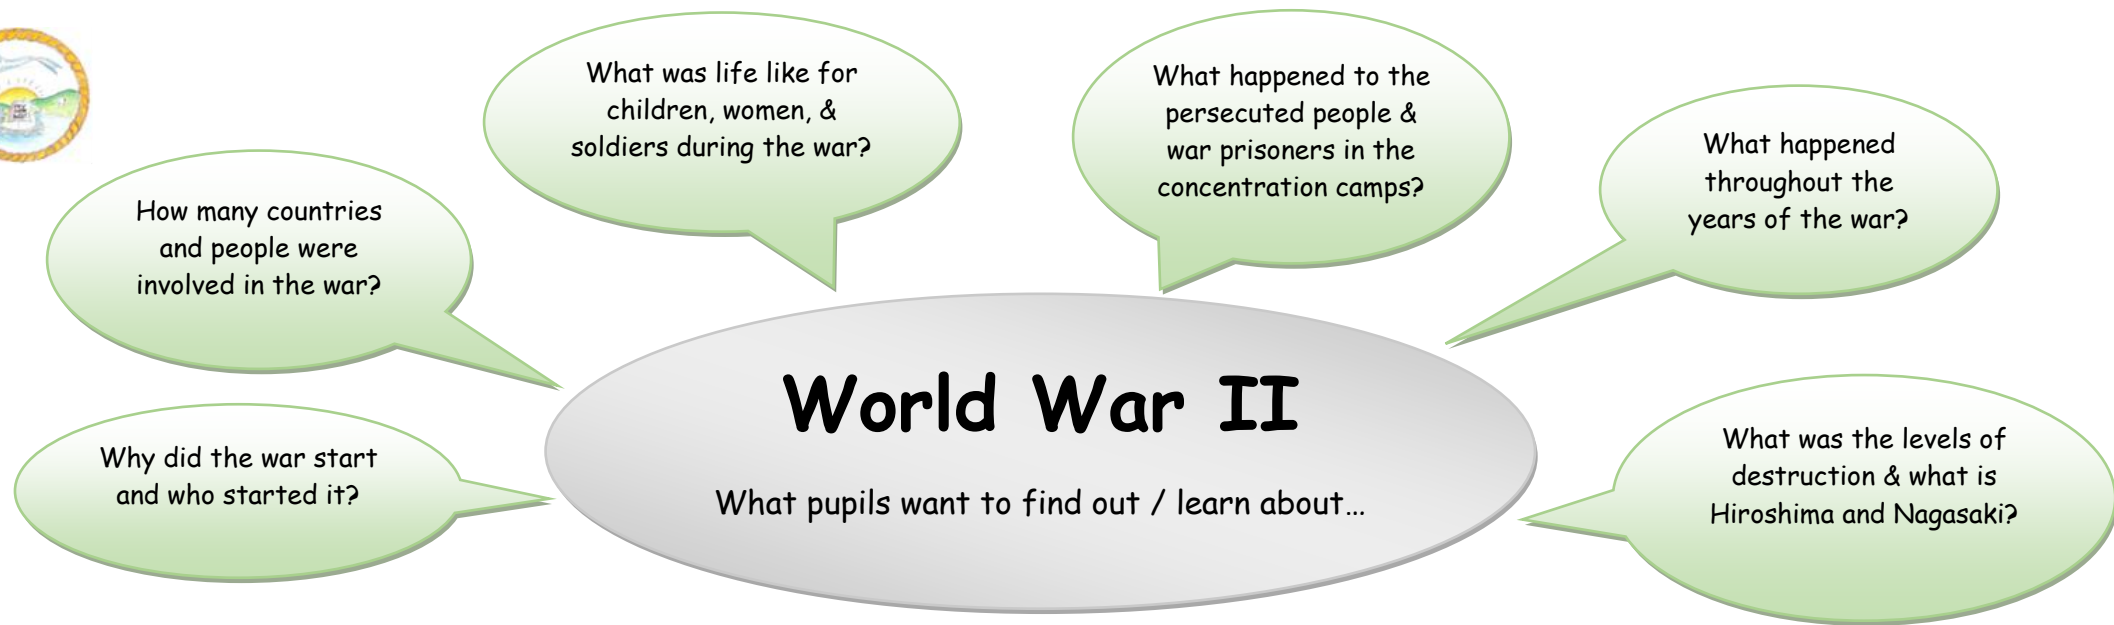 What was life like for
children, women, &
soldiers during the war?
What happened to the
persecuted people &
war prisoners in the
concentration camps?
What happened
throughout the
years of the war?
How many countries
and people were
involved in the war?
World War II
What pupils want to find out / learn about…
Why did the war start
and who started it?
What was the levels of
destruction & what is
Hiroshima and Nagasaki?